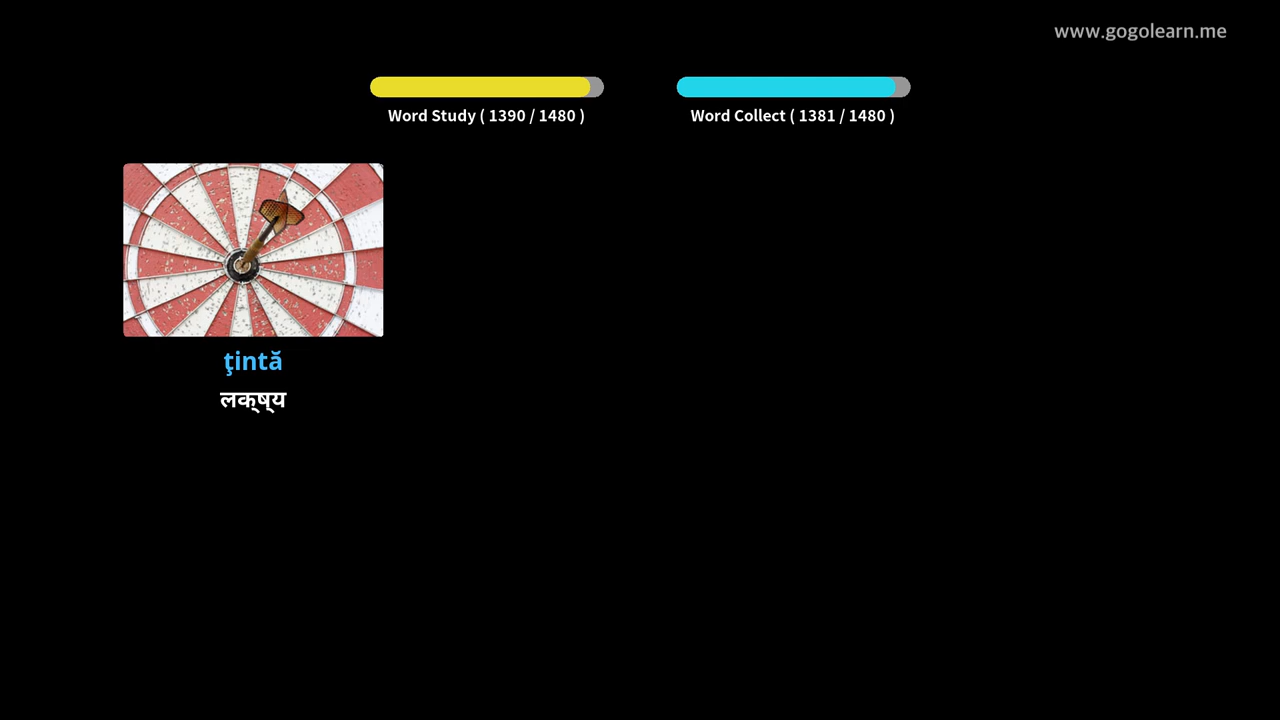 www.gogolearn.me
Word Study ( 1390 / 1480 )
Word Collect ( 1381 / 1480 )
ţintă
लक्ष्य